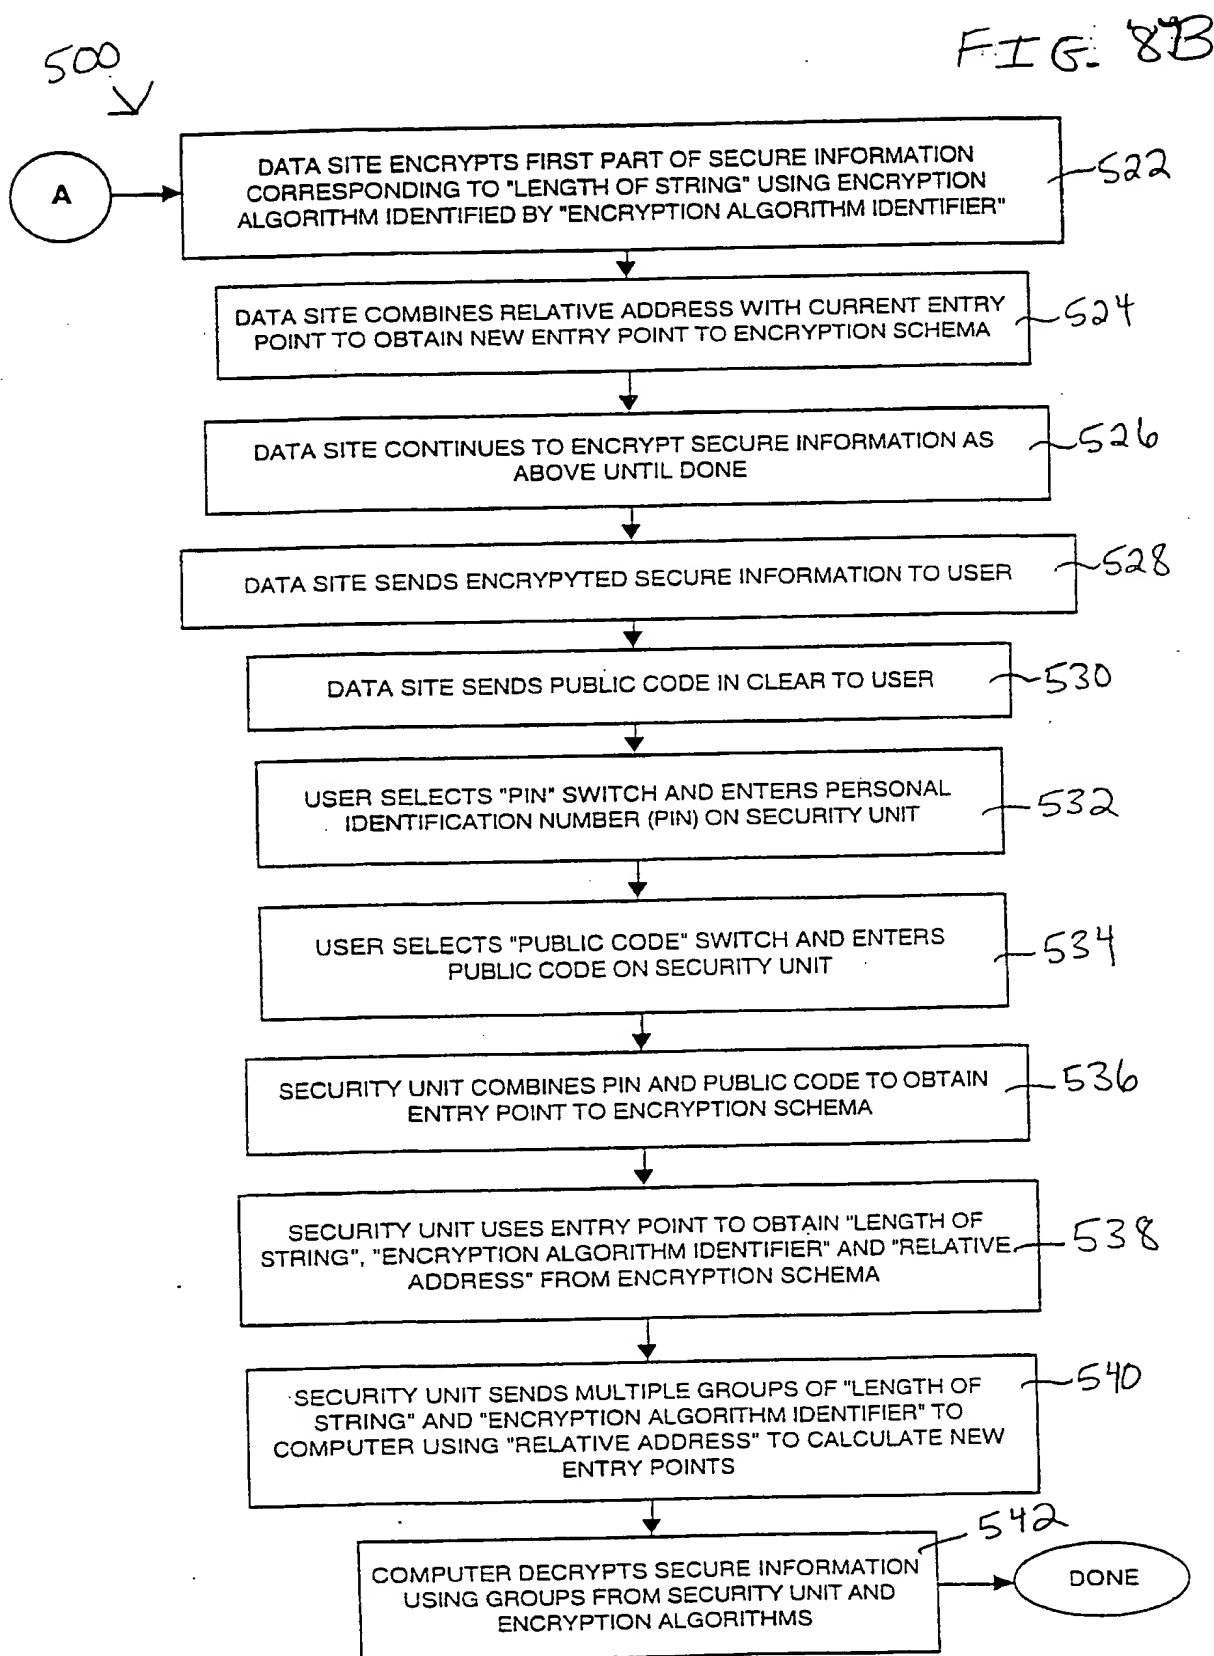 FIG. 8B
500
A
DATA SITE ENCRYPTS FIRST PART OF SECURE INFORMATION
CORRESPONDING TO "LENGTH OF STRING" USING ENCRYPTION
ALGORITHM IDENTIFIED BY "ENCRYPTION ALGORITHM IDENTIFIER"
522
DATA SITE COMBINES RELATIVE ADDRESS WITH CURRENT ENTRY
POINT TO OBTAIN NEW ENTRY POINT TO ENCRYPTION SCHEMA
524
DATA SITE CONTINUES TO ENCRYPT SECURE INFORMATION AS
ABOVE UNTIL DONE
526
DATA SITE SENDS ENCRYPYTED SECURE INFORMATION TO USER
528
DATA SITE SENDS PUBLIC CODE IN CLEAR TO USER
530
USER SELECTS "PIN" SWITCH AND ENTERS PERSONAL
IDENTIFICATION NUMBER (PIN) ON SECURITY UNIT
532
USER SELECTS "PUBLIC CODE" SWITCH AND ENTERS
PUBLIC CODE ON SECURITY UNIT
534
SECURITY UNIT COMBINES PIN AND PUBLIC CODE TO OBTAIN
ENTRY POINT TO ENCRYPTION SCHEMA
536
SECURITY UNIT USES ENTRY POINT TO OBTAIN "LENGTH OF
STRING", "ENCRYPTION ALGORITHM IDENTIFIER" AND "RELATIVE
ADDRESS" FROM ENCRYPTION SCHEMA
538
SECURITY UNIT SENDS MULTIPLE GROUPS OF "LENGTH OF
STRING" AND "ENCRYPTION ALGORITHM IDENTIFIER" TO
COMPUTER USING "RELATIVE ADDRESS" TO CALCULATE NEW
ENTRY POINTS
540
COMPUTER DECRYPTS SECURE INFORMATION
USING GROUPS FROM SECURITY UNIT AND
ENCRYPTION ALGORITHMS
542
DONE